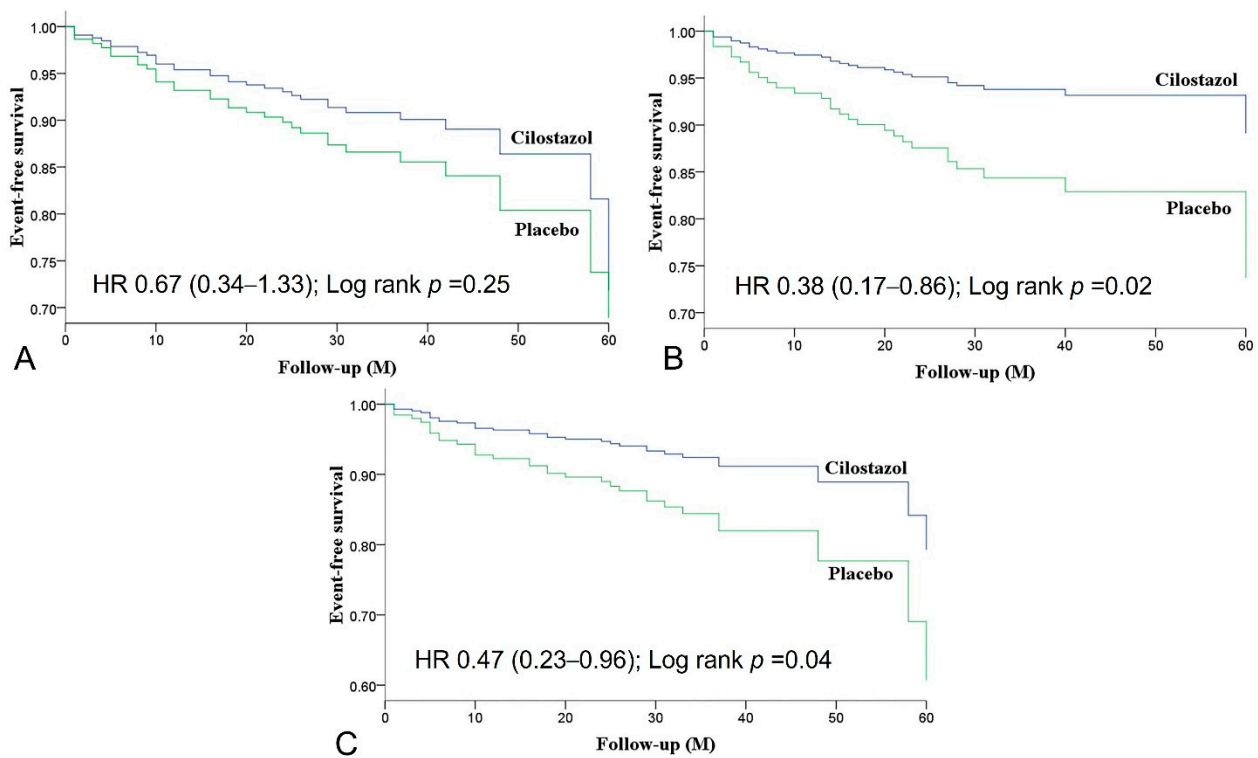 1.00
0.95
0.90
0.85
0.80
0.75
0.70
Event-free survival
Cilostazol
Placebo
HR 0.67 (0.34–1.33); Log rank p =0.25
0 10 20 30 40 50 60
Follow-up (M)
A
1.00
0.95
0.90
0.85
0.80
0.75
0.70
Event-free survival
Cilostazol
Placebo
HR 0.38 (0.17–0.86); Log rank p =0.02
0 10 20 30 40 50 60
Follow-up (M)
B
1.00
0.90
0.80
0.70
0.60
Event-free survival
Cilostazol
Placebo
HR 0.47 (0.23–0.96); Log rank p =0.04
0 10 20 30 40 50 60
Follow-up (M)
C